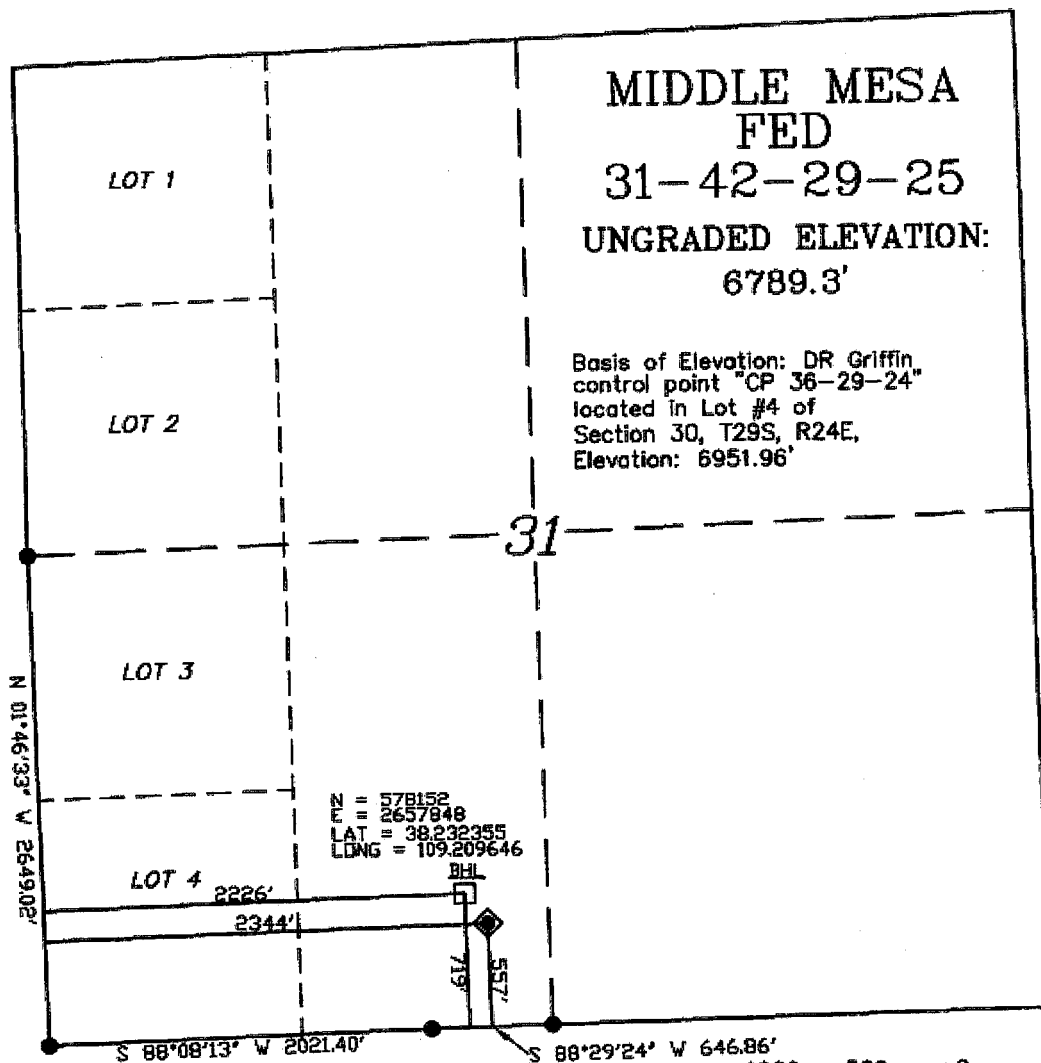 MIDDLE MESA
FED
31-42-29-25
UNGRADED ELEVATION:
6789.3'
LOT 1
Basis of Elevation: DR Griffin
control point "CP 36-29-24"
located in Lot #4 of
Section 30, T29S, R24E,
Elevation: 6951.96'
LOT 2
31
LOT 3
N 01°46'33" W 2649.02'
N = 578152
E = 2657848
LAT = 38.232355
LONG = 109.209646
BHL
LOT 4
2226'
2344'
719'
557'
S 88°08'13" W 2021.40'
S 88°29'24" W 646.86'